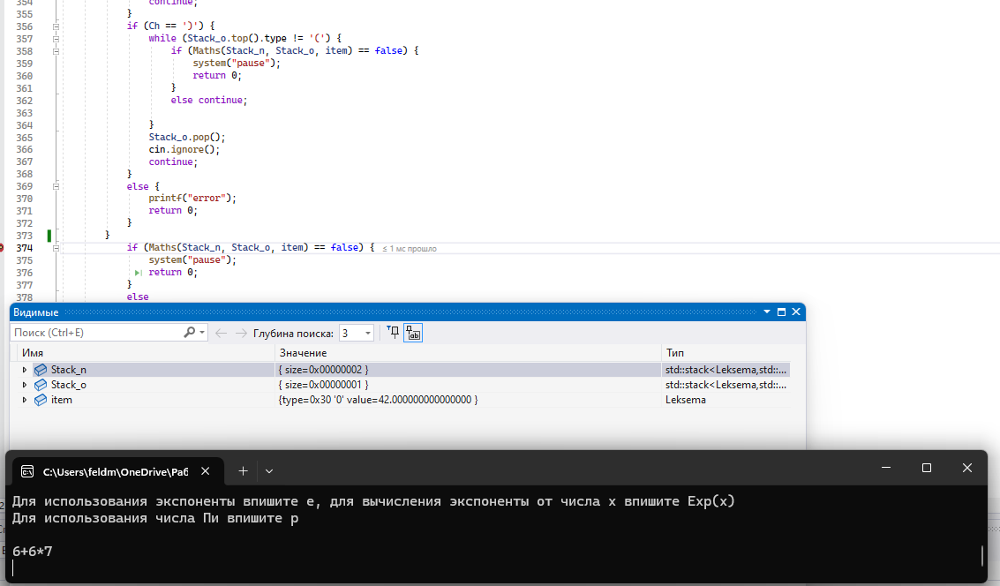 354 continue;
355 }
356 if (Ch == ')') {
357 while (Stack_o.top().type != '(') {
358 if (Maths(Stack_n, Stack_o, item) == false) {
359 system("pause");
360 return 0;
361 }
362 else continue;
363
364 }
365 Stack_o.pop();
366 cin.ignore();
367 continue;
368 }
369 else {
370 printf("error");
371 return 0;
372 }
373 }
374 if (Maths(Stack_n, Stack_o, item) == false) { ≤ 1 мс прошло
375 system("pause");
376 return 0;
377 }
378 else
Видимые
Поиск (Ctrl+E) Глубина поиска: 3
Имя Значение Тип
Stack_n { size=0x00000002 } std::stack<Leksema,std::...
Stack_o { size=0x00000001 } std::stack<Leksema,std::...
item {type=0x30 '0' value=42.000000000000000 } Leksema
C:\Users\feldm\OneDrive\Раб
Для использования экспоненты впишите e, для вычисления экспоненты от числа x впишите Exp(x)
Для использования числа Пи впишите p
6+6*7